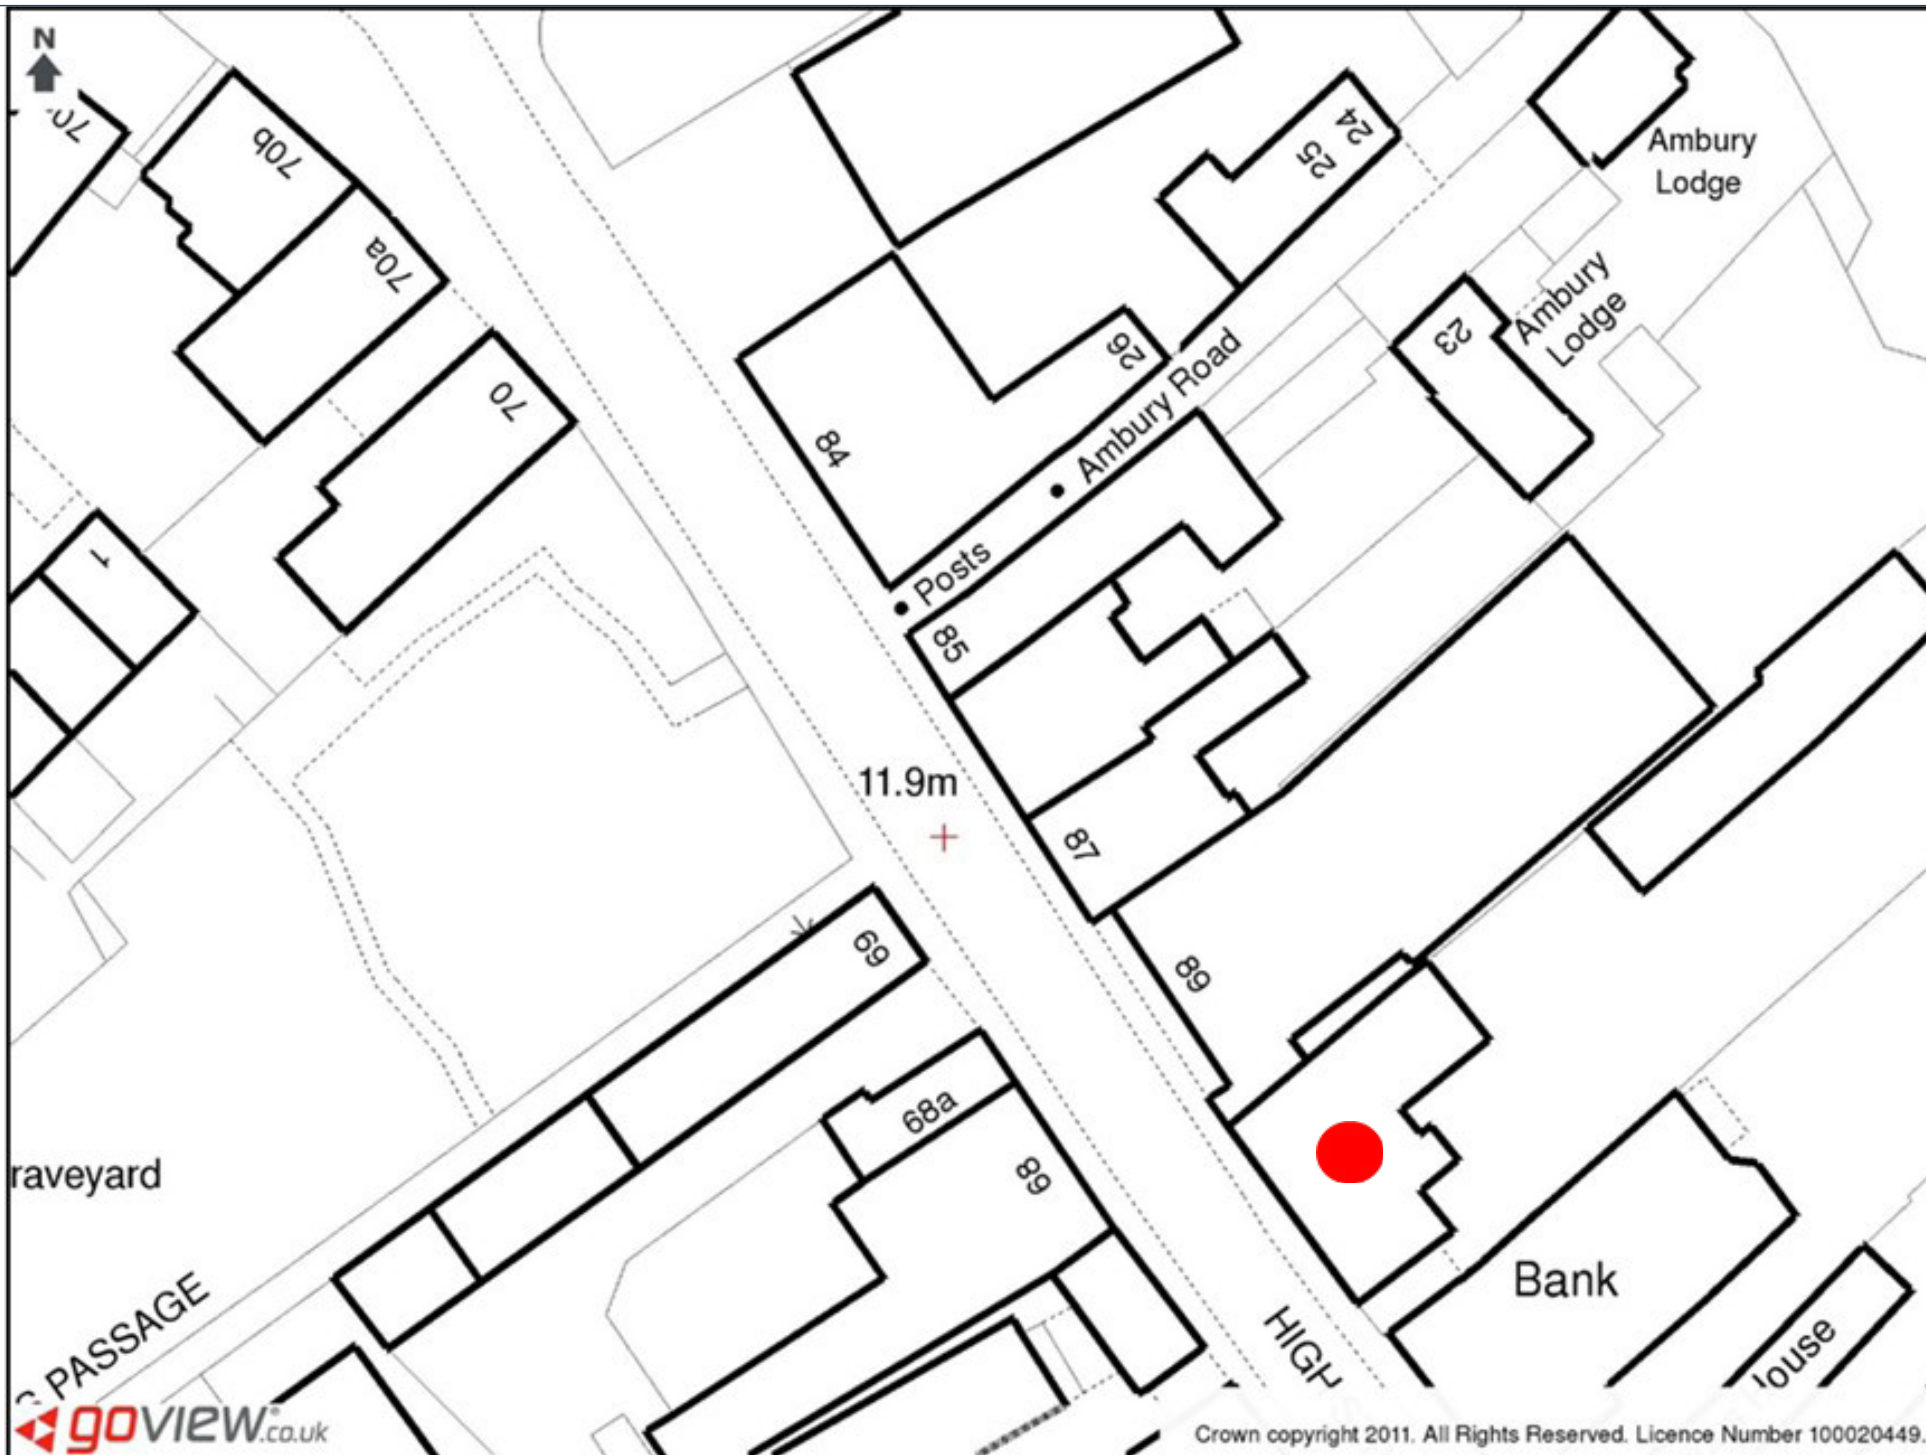 N
70b
24
25
Ambury
Lodge
70a
Ambury
Lodge
23
26
70
84
Ambury Road
Posts
1
85
11.9m
87
69
89
68a
68
raveyard
Bank
PASSAGE
HIGH
goview.co.uk
Crown copyright 2011. All Rights Reserved. Licence Number 100020449